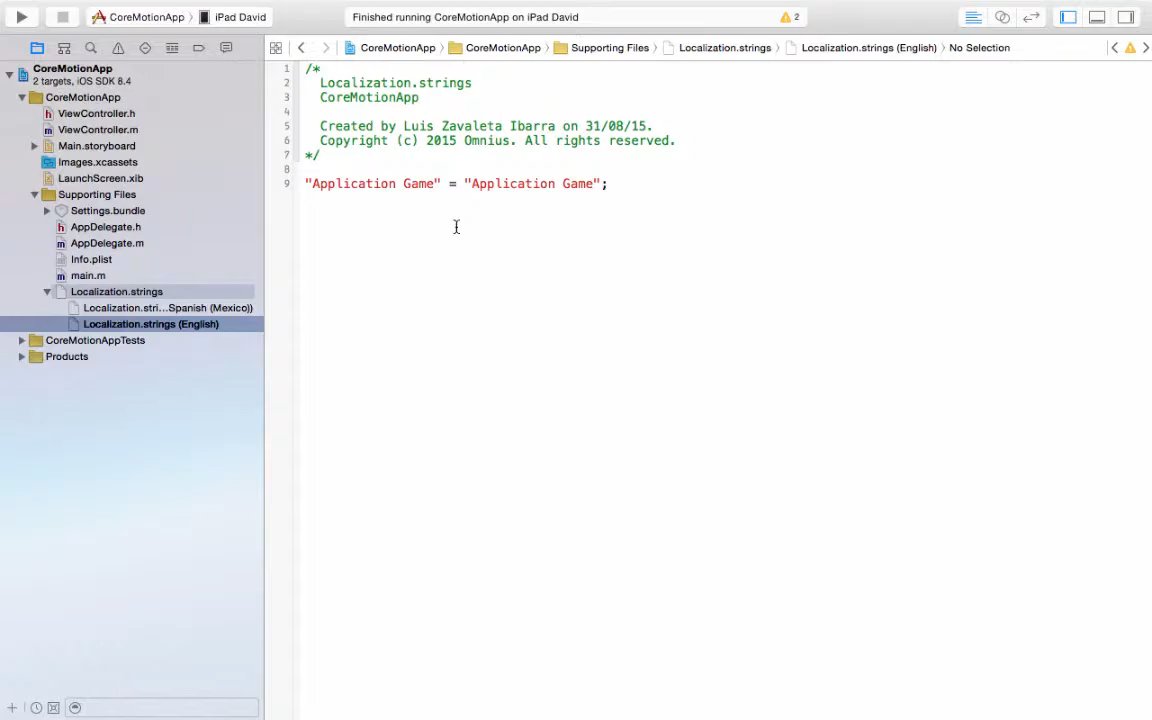 CoreMotionApp 〉 iPad David
Finished running CoreMotionApp on iPad David
2
CoreMotionApp 〉 CoreMotionApp 〉 Supporting Files 〉 Localization.strings 〉 Localization.strings (English) 〉 No Selection
CoreMotionApp
2 targets, iOS SDK 8.4
CoreMotionApp
h ViewController.h
m ViewController.m
Main.storyboard
Images.xcassets
LaunchScreen.xib
Supporting Files
Settings.bundle
h AppDelegate.h
m AppDelegate.m
Info.plist
m main.m
Localization.strings
Localization.stri...Spanish (Mexico))
Localization.strings (English)
CoreMotionAppTests
Products
1 /*
2 Localization.strings
3 CoreMotionApp
4
5 Created by Luis Zavaleta Ibarra on 31/08/15.
6 Copyright (c) 2015 Omnius. All rights reserved.
7 */
8
9 "Application Game" = "Application Game";